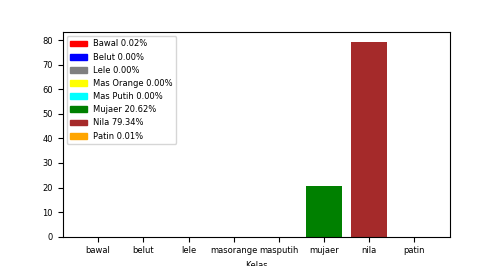 80
70
60
50
40
30
20
10
0
Bawal 0.02%
Belut 0.00%
Lele 0.00%
Mas Orange 0.00%
Mas Putih 0.00%
Mujaer 20.62%
Nila 79.34%
Patin 0.01%
bawal belut lele masorange masputih mujaer nila patin
Kelas